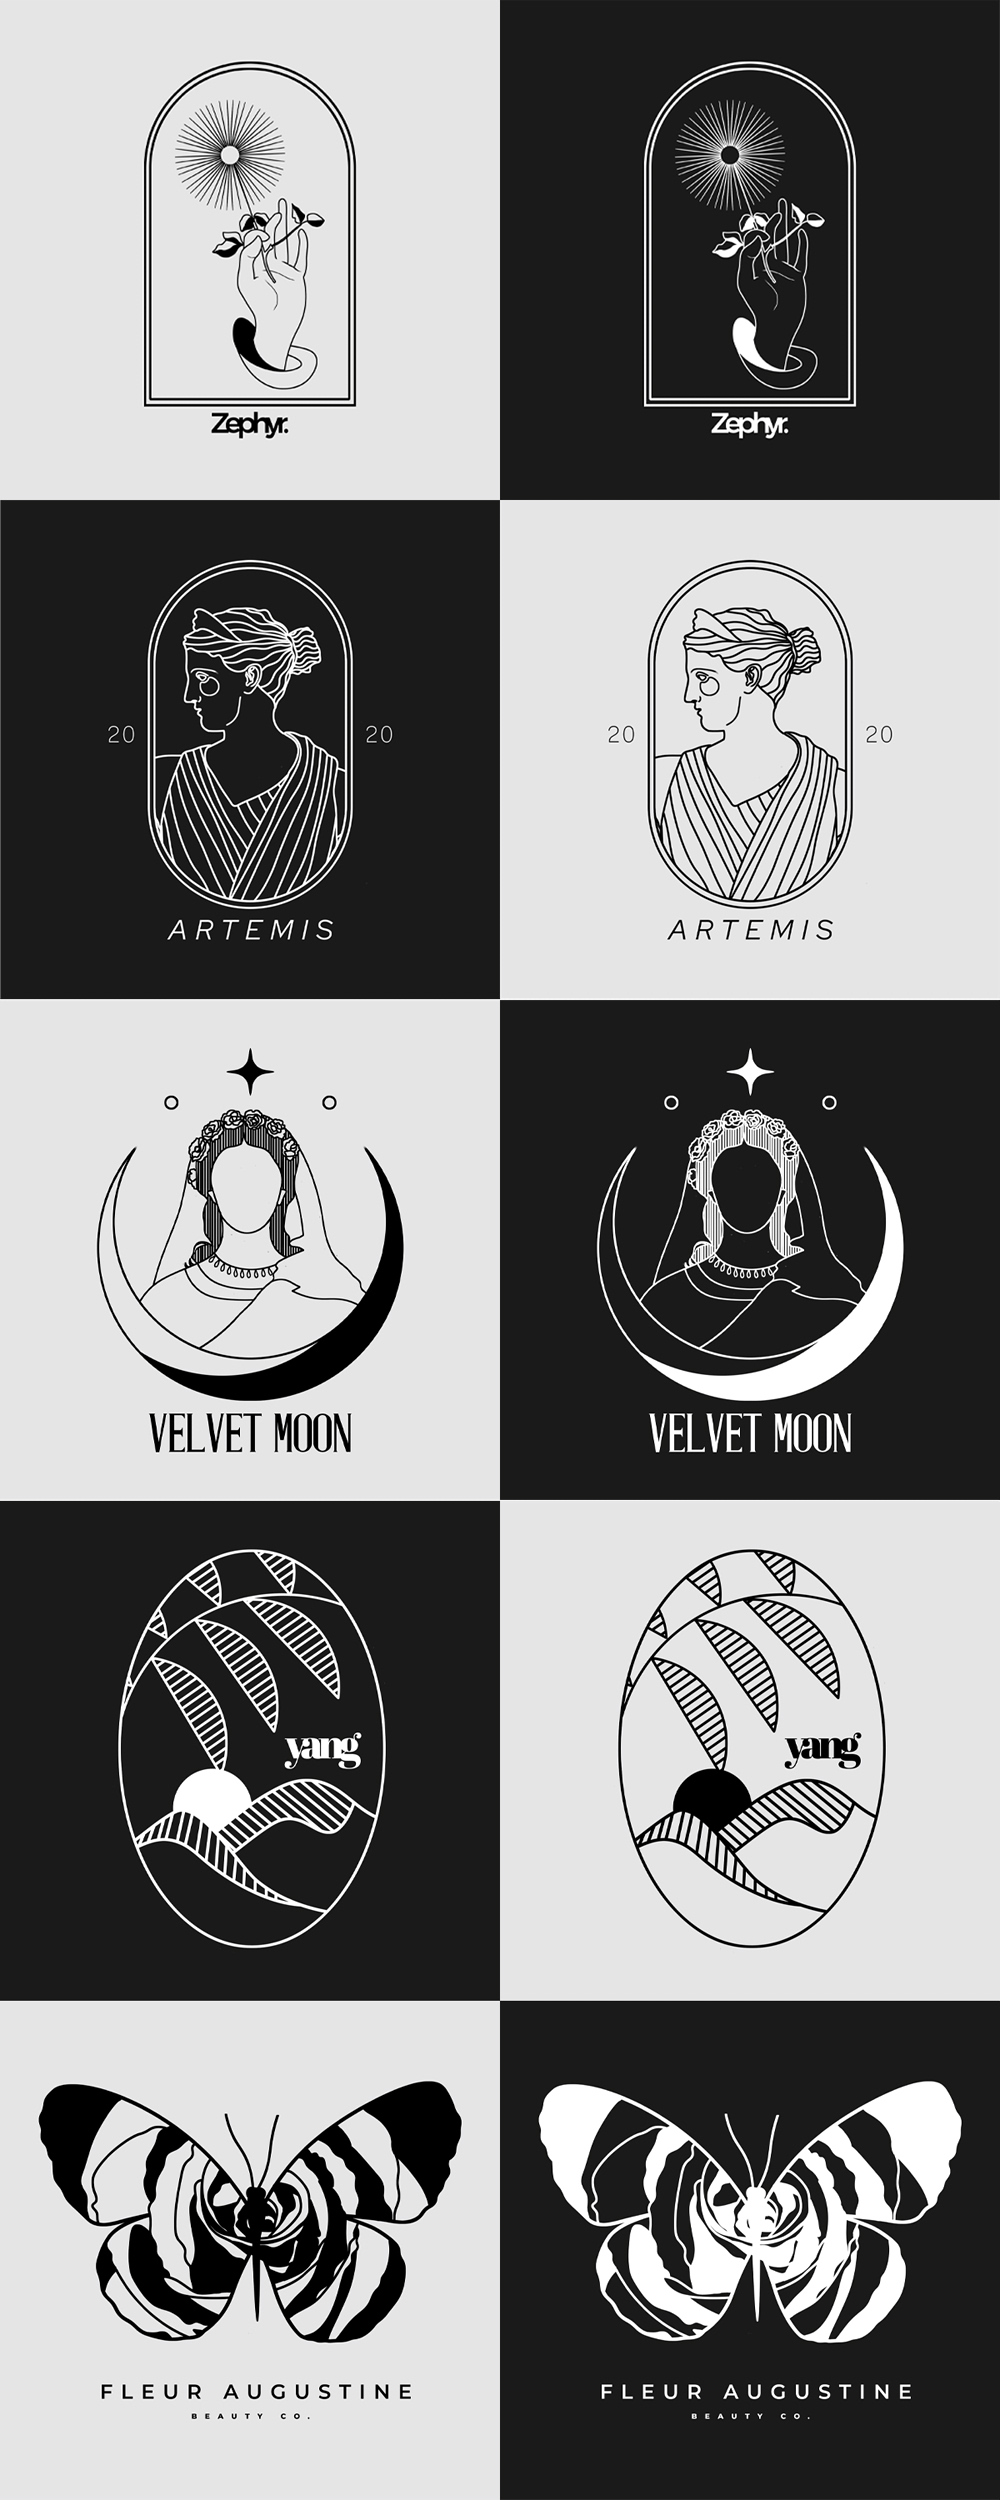 Zephyr.
Zephyr.
20 20
ARTEMIS
20 20
ARTEMIS
VELVET MOON
VELVET MOON
yang
yang
FLEUR AUGUSTINE
BEAUTY CO.
FLEUR AUGUSTINE
BEAUTY CO.